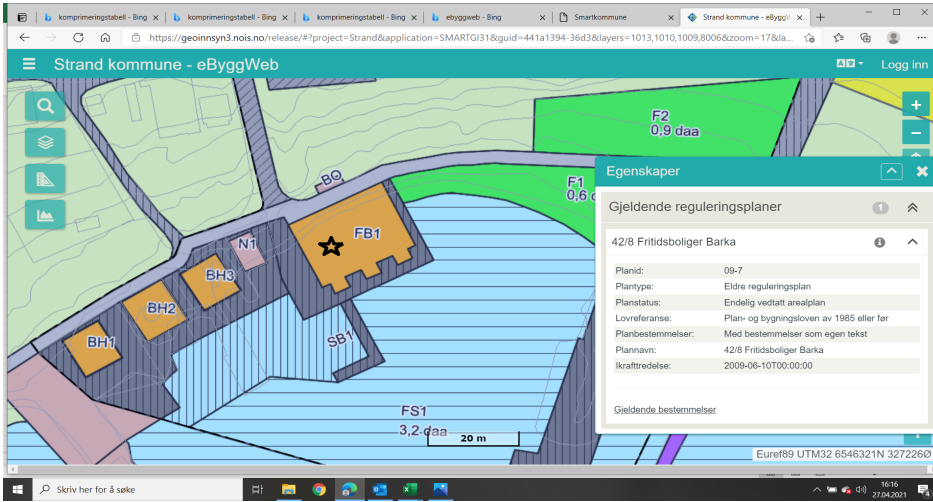 komprimeringstabell - Bing
komprimeringstabell - Bing
komprimeringstabell - Bing
ebyggweb - Bing
Smartkommune
Strand kommune - eByggW
https://geoinnsyn3.nois.no/release/#?project=Strand&application=SMARTGI31&guid=441a1394-36d3&layers=1013,1010,1009,8006&zoom=17&la...
Strand kommune - eByggWeb
Logg inn
F2
0,9 daa
BQ
F1
0,6
FB1
N1
BH3
BH2
BH1
SB1
FS1
3,2 daa
20 m
Egenskaper
Gjeldende reguleringsplaner
1
42/8 Fritidsboliger Barka
Planid: 09-7
Plantype: Eldre reguleringsplan
Planstatus: Endelig vedtatt arealplan
Lovreferanse: Plan- og bygningsloven av 1985 eller før
Planbestemmelser: Med bestemmelser som egen tekst
Plannavn: 42/8 Fritidsboliger Barka
Ikrafttredelse: 2009-06-10T00:00:00
Gjeldende bestemmelser
Euref89 UTM32 6546321N 327226Ø
Skriv her for å søke
16:16
27.04.2021